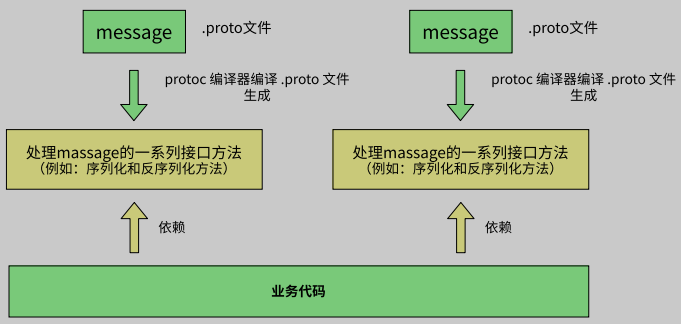 message
.proto文件
message
.proto文件
protoc 编译器编译 .proto 文件
生成
protoc 编译器编译 .proto 文件
生成
处理massage的一系列接口方法
（例如：序列化和反序列化方法）
处理massage的一系列接口方法
（例如：序列化和反序列化方法）
依赖
依赖
业务代码